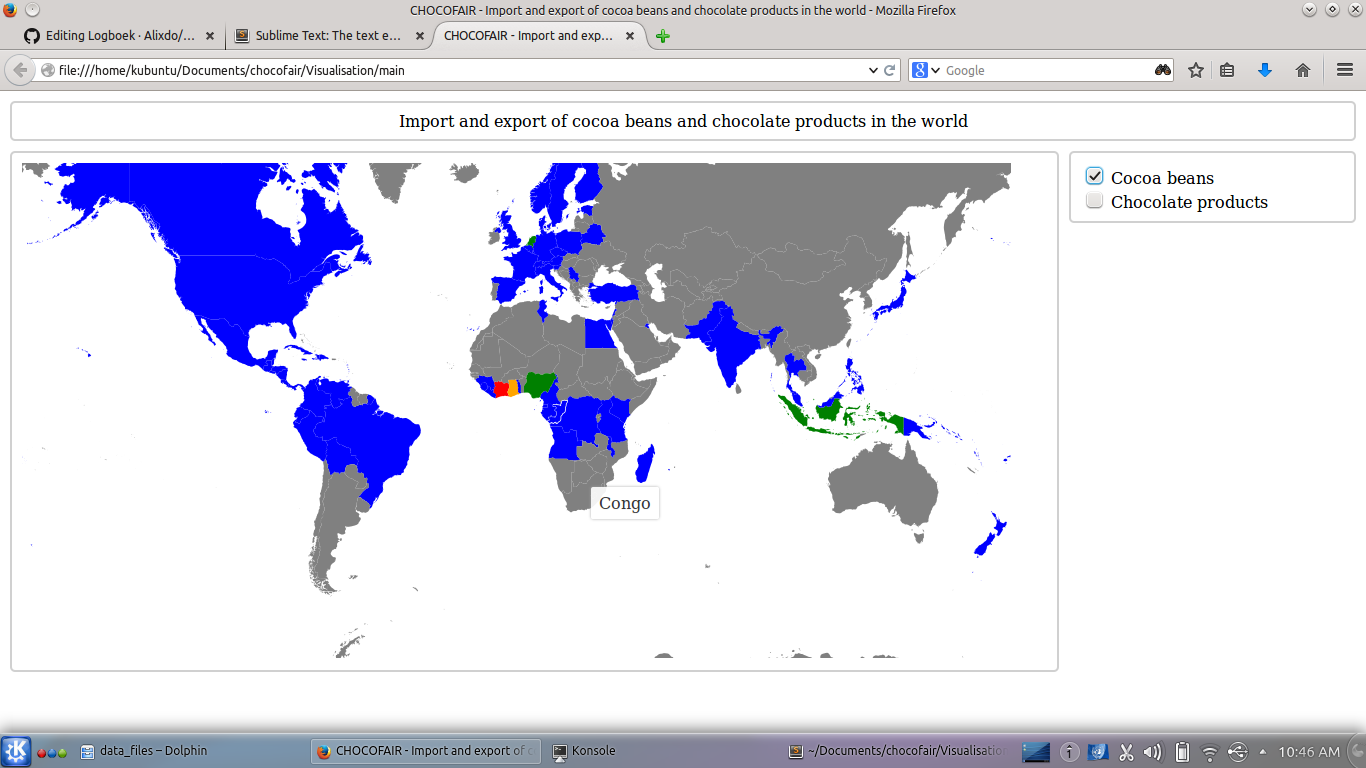 CHOCOFAIR - Import and export of cocoa beans and chocolate products in the world - Mozilla Firefox
Editing Logboek · Alixdo/...
Sublime Text: The text e...
CHOCOFAIR - Import and exp...
file:///home/kubuntu/Documents/chocofair/Visualisation/main
Google
Import and export of cocoa beans and chocolate products in the world
Cocoa beans
Chocolate products
Congo
data_files – Dolphin
CHOCOFAIR - Import and export of c
Konsole
~/Documents/chocofair/Visualisation
10:46 AM